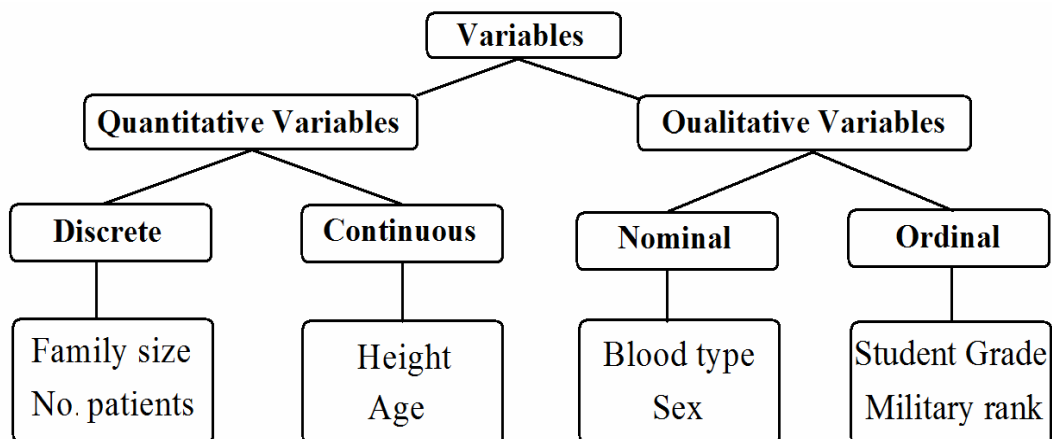 Variables
Quantitative Variables
Oualitative Variables
Discrete
Continuous
Nominal
Ordinal
Family size
No. patients
Height
Age
Blood type
Sex
Student Grade
Military rank